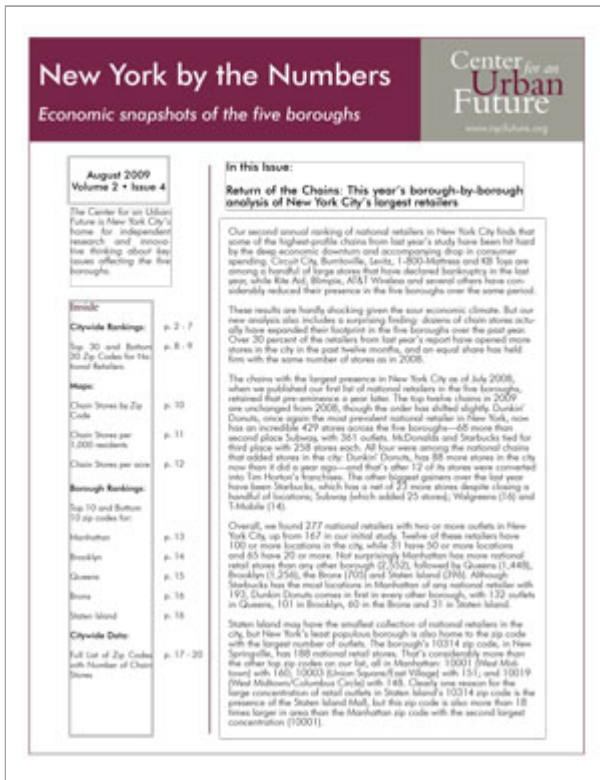 New York by the Numbers
Economic snapshots of the five boroughs
Center for an
Urban
Future
www.nycfuture.org
August 2009
Volume 2 • Issue 4
The Center for an Urban
Future is New York City's
home for independent
research and innova-
tive thinking about key
issues affecting the five
boroughs.
Inside
Citywide Rankings: p. 2 - 7
Top 30 and Bottom p. 8 - 9
30 Zip Codes for Na-
tional Retailers
Maps:
Chain Stores by Zip p. 10
Code
Chain Stores per p. 11
1,000 residents
Chain Stores per acre p. 12
Borough Rankings:
Top 10 and Bottom
10 zip codes for:
Manhattan p. 13
Brooklyn p. 14
Queens p. 15
Bronx p. 16
Staten Island p. 16
Citywide Data:
Full List of Zip Codes p. 17 - 20
with Number of Chain
Stores
In this Issue:
Return of the Chains: This year's borough-by-borough
analysis of New York City's largest retailers
Our second annual ranking of national retailers in New York City finds that
some of the highest-profile chains from last year's study have been hit hard
by the deep economic downturn and accompanying drop in consumer
spending. Circuit City, Burntollie, Levitz, 1-800-Mattress and KB Toys are
among a handful of large stores that have declared bankruptcy in the last
year, while Rite Aid, Blimpie, AT&T Wireless and several others have con-
siderably reduced their presence in the five boroughs over the same period.
These results are hardly shocking given the sour economic climate. But our
new analysis also includes a surprising finding: dozens of chain stores actu-
ally have expanded their footprint in the five boroughs over the past year.
Over 30 percent of the retailers from last year's report have opened more
stores in the city in the past twelve months, and an equal share has held
firm with the same number of stores as in 2008.
The chains with the largest presence in New York City as of July 2008,
when we published our first list of national retailers in the five boroughs,
retained that pre-eminence a year later. The top twelve chains in 2009
are unchanged from 2008, though the order has shifted slightly. Dunkin'
Donuts, once again the most prevalent national retailer in New York, now
has an incredible 429 stores across the five boroughs—68 more than
second place Subway, with 361 outlets. McDonalds and Starbucks tied for
third place with 258 stores each. All four were among the national chains
that added stores in the city: Dunkin' Donuts, has 88 more stores in the city
now than it did a year ago—and that's after 12 of its stores were converted
into Tim Horton's franchises. The other biggest gainers over the last year
have been Starbucks, which has a net of 23 more stores despite closing a
handful of locations; Subway (which added 25 stores); Walgreens (16) and
T-Mobile (14).
Overall, we found 277 national retailers with two or more outlets in New
York City, up from 167 in our initial study. Twelve of these retailers have
100 or more locations in the city, while 31 have 50 or more locations
and 65 have 20 or more. Not surprisingly Manhattan has more national
retail stores than any other borough (2,552), followed by Queens (1,448),
Brooklyn (1,256), the Bronx (705) and Staten Island (396). Although
Starbucks has the most locations in Manhattan of any national retailer with
193, Dunkin Donuts comes in first in every other borough, with 132 outlets
in Queens, 101 in Brooklyn, 60 in the Bronx and 31 in Staten Island.
Staten Island may have the smallest collection of national retailers in the
city, but New York's least populous borough is also home to the zip code
with the largest number of outlets. The borough's 10314 zip code, in New
Springville, has 188 national retail stores. That's considerably more than
the other top zip codes on our list, all in Manhattan: 10001 (West Mid-
town) with 160; 10003 (Union Square/East Village) with 151; and 10019
(West Midtown/Columbus Circle) with 148. Clearly one reason for the
large concentration of retail outlets in Staten Island's 10314 zip code is the
presence of the Staten Island Mall, but this zip code is also more than 18
times larger in area than the Manhattan zip code with the second largest
concentration (10001).